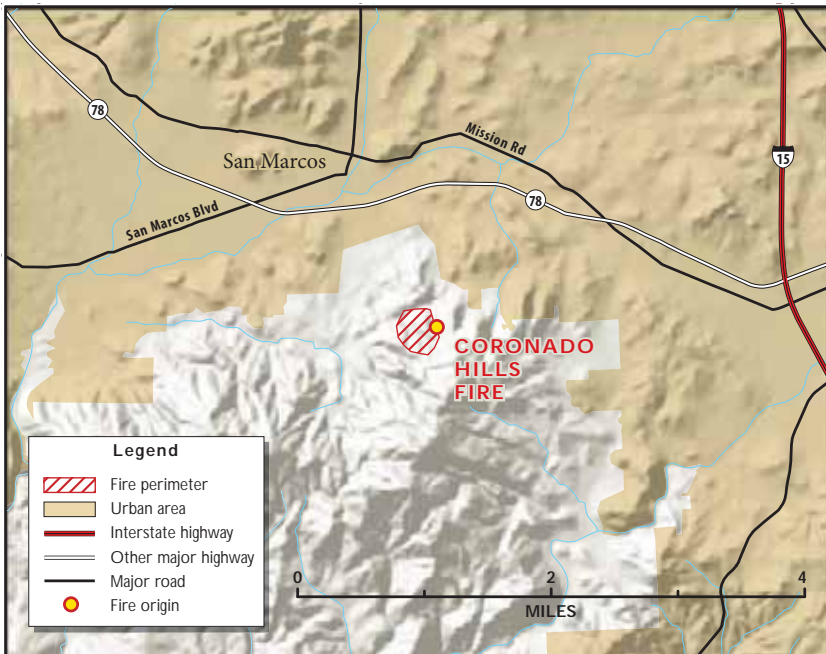 78
Mission Rd
San Marcos
15
San Marcos Blvd
78
CORONADO
HILLS
FIRE
Legend
Fire perimeter
Urban area
Interstate highway
Other major highway
Major road
Fire origin
0
2
4
MILES